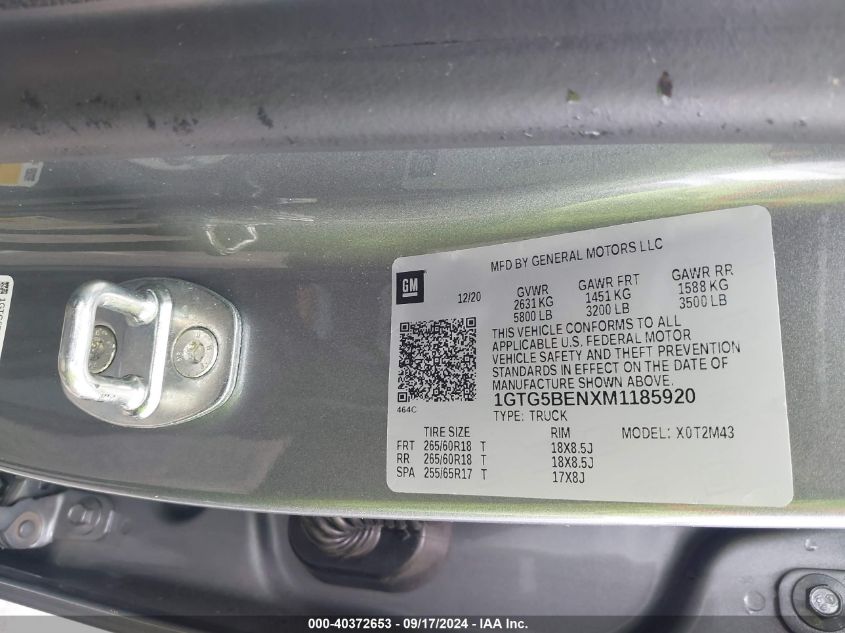 MFD BY GENERAL MOTORS LLC
GM
12/20
GVWR GAWR FRT GAWR RR
2631 KG 1451 KG 1588 KG
5800 LB 3200 LB 3500 LB
THIS VEHICLE CONFORMS TO ALL
APPLICABLE U.S. FEDERAL MOTOR
VEHICLE SAFETY AND THEFT PREVENTION
STANDARDS IN EFFECT ON THE DATE OF
MANUFACTURE SHOWN ABOVE.
464C
1GTG5BENXM1185920
TYPE: TRUCK
TIRE SIZE RIM MODEL: X0T2M43
FRT 265/60R18 T 18X8.5J
RR 265/60R18 T 18X8.5J
SPA 255/65R17 T 17X8J
000-40372653 - 09/17/2024 - IAA Inc.